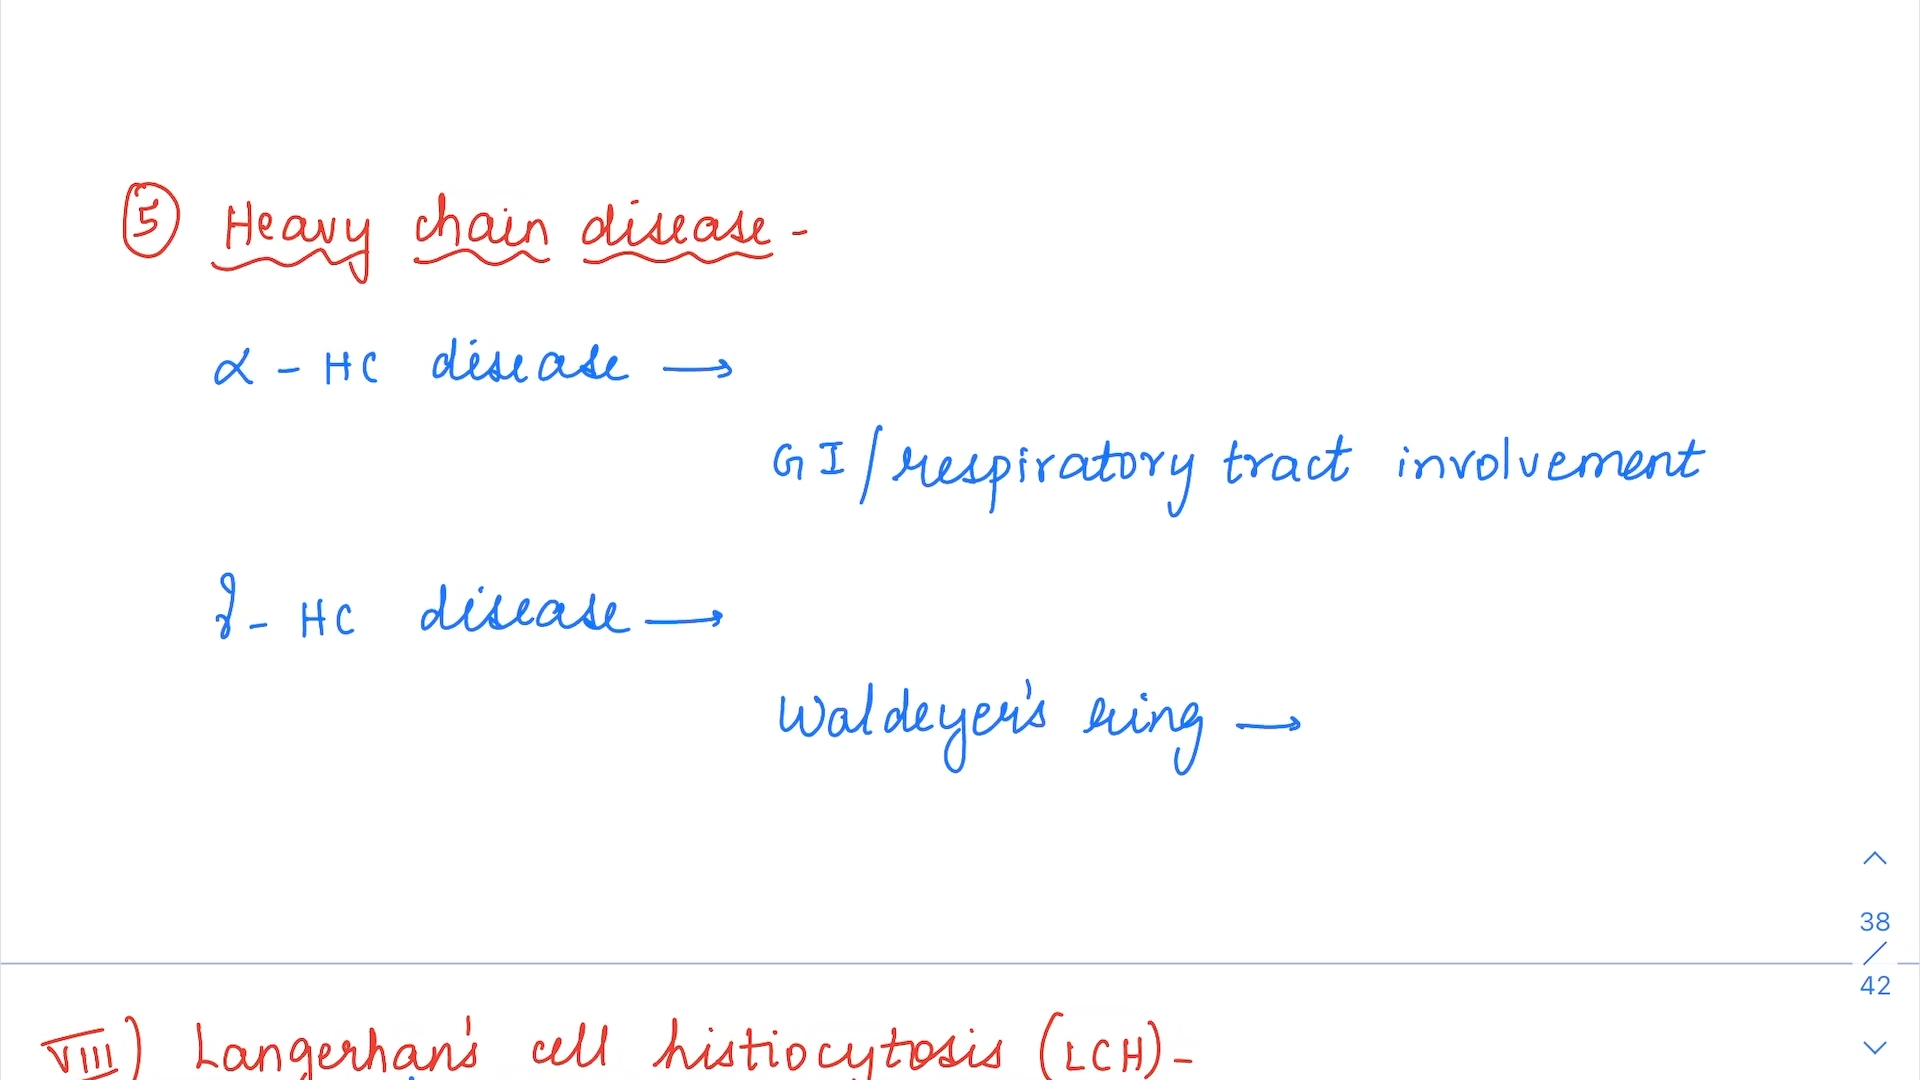 ⑤ Heavy chain disease -
α - HC disease →
GI/respiratory tract involvement
γ - HC disease →
Waldeyer's ring →
38
/
42
VIII) Langerhan's cell histiocytosis (LCH) -